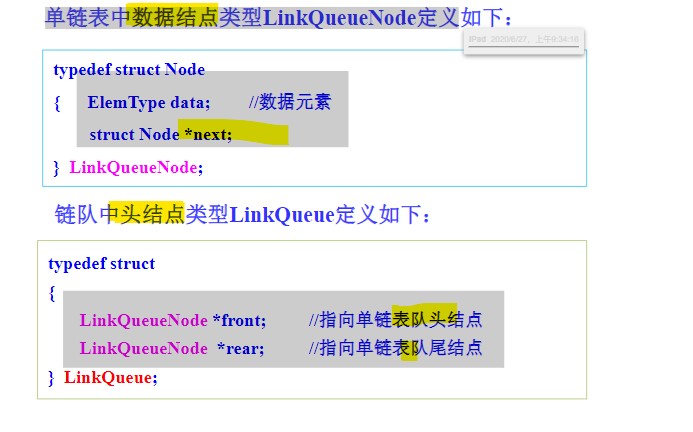 单链表中数据结点类型LinkQueueNode定义如下：
iPad 2020/6/27，上午9:34:16
typedef struct Node
{ ElemType data; //数据元素
struct Node *next;
} LinkQueueNode;
链队中头结点类型LinkQueue定义如下：
typedef struct
{
LinkQueueNode *front; //指向单链表队头结点
LinkQueueNode *rear; //指向单链表队尾结点
} LinkQueue;